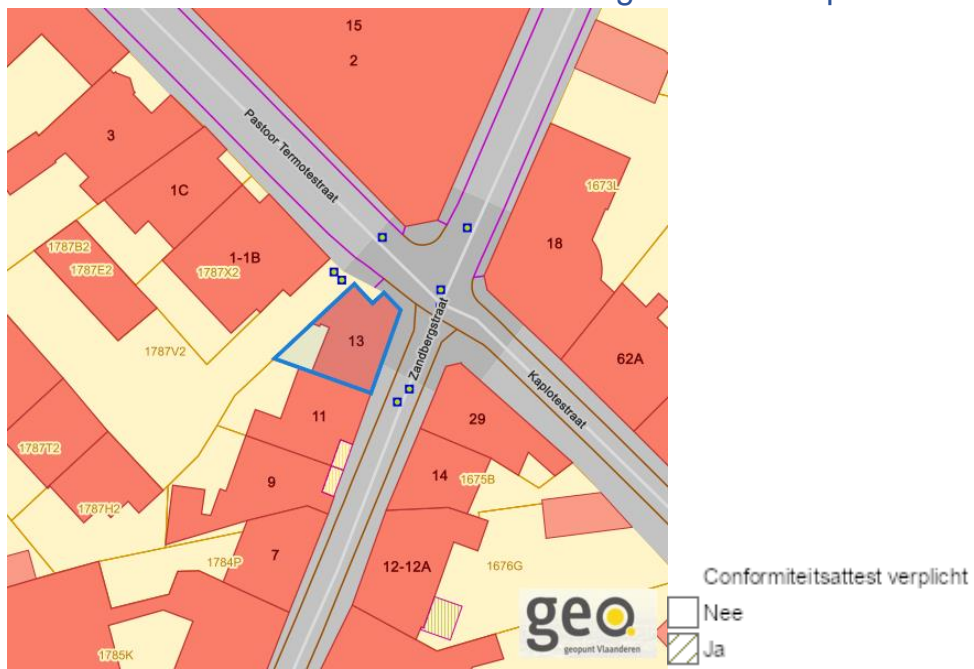 15
2
Pastoor Termotestraat
3
1C
1673L
18
1787B2
1787E2
1-1B
1787X2
13
Zandbergstraat
1787V2
62A
Kaplotestraat
11
29
1787T2
9
14
1675B
1787H2
1784P
7
12-12A
1676G
geo
geopunt Vlaanderen
1785K
Conformiteitsattest verplicht
Nee
Ja